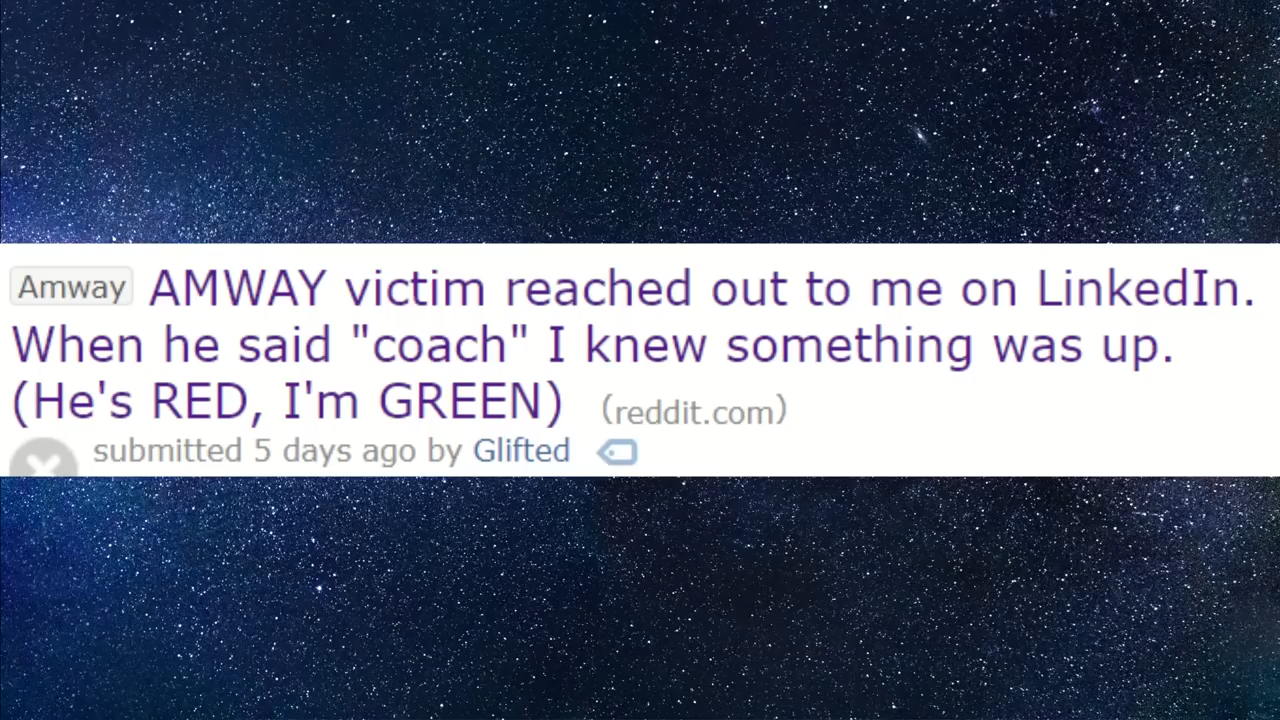 Amway AMWAY victim reached out to me on LinkedIn.
When he said "coach" I knew something was up.
(He's RED, I'm GREEN) (reddit.com)
submitted 5 days ago by Glifted